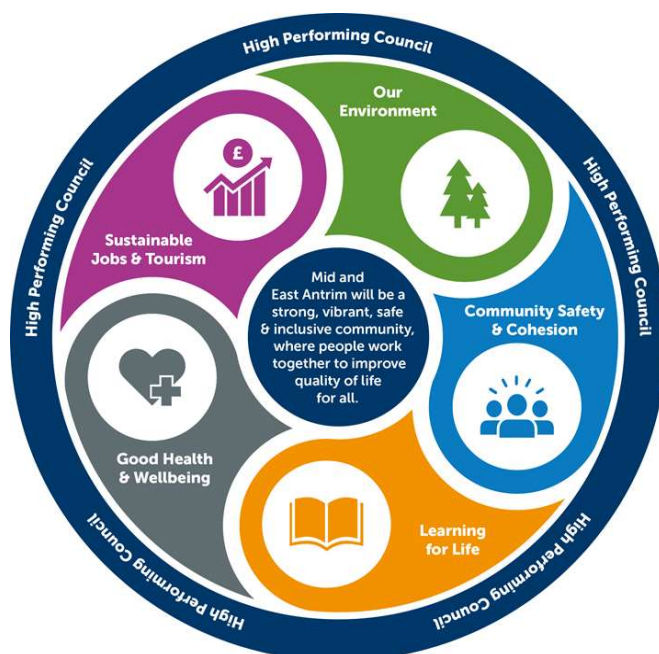 High Performing Council
Our
Environment
High Performing Council
Community Safety
& Cohesion
High Performing Council
Learning
for Life
High Performing Council
Good Health
& Wellbeing
High Performing Council
Sustainable
Jobs & Tourism
£
Mid and
East Antrim will be a
strong, vibrant, safe
& inclusive community,
where people work
together to improve
quality of life
for all.